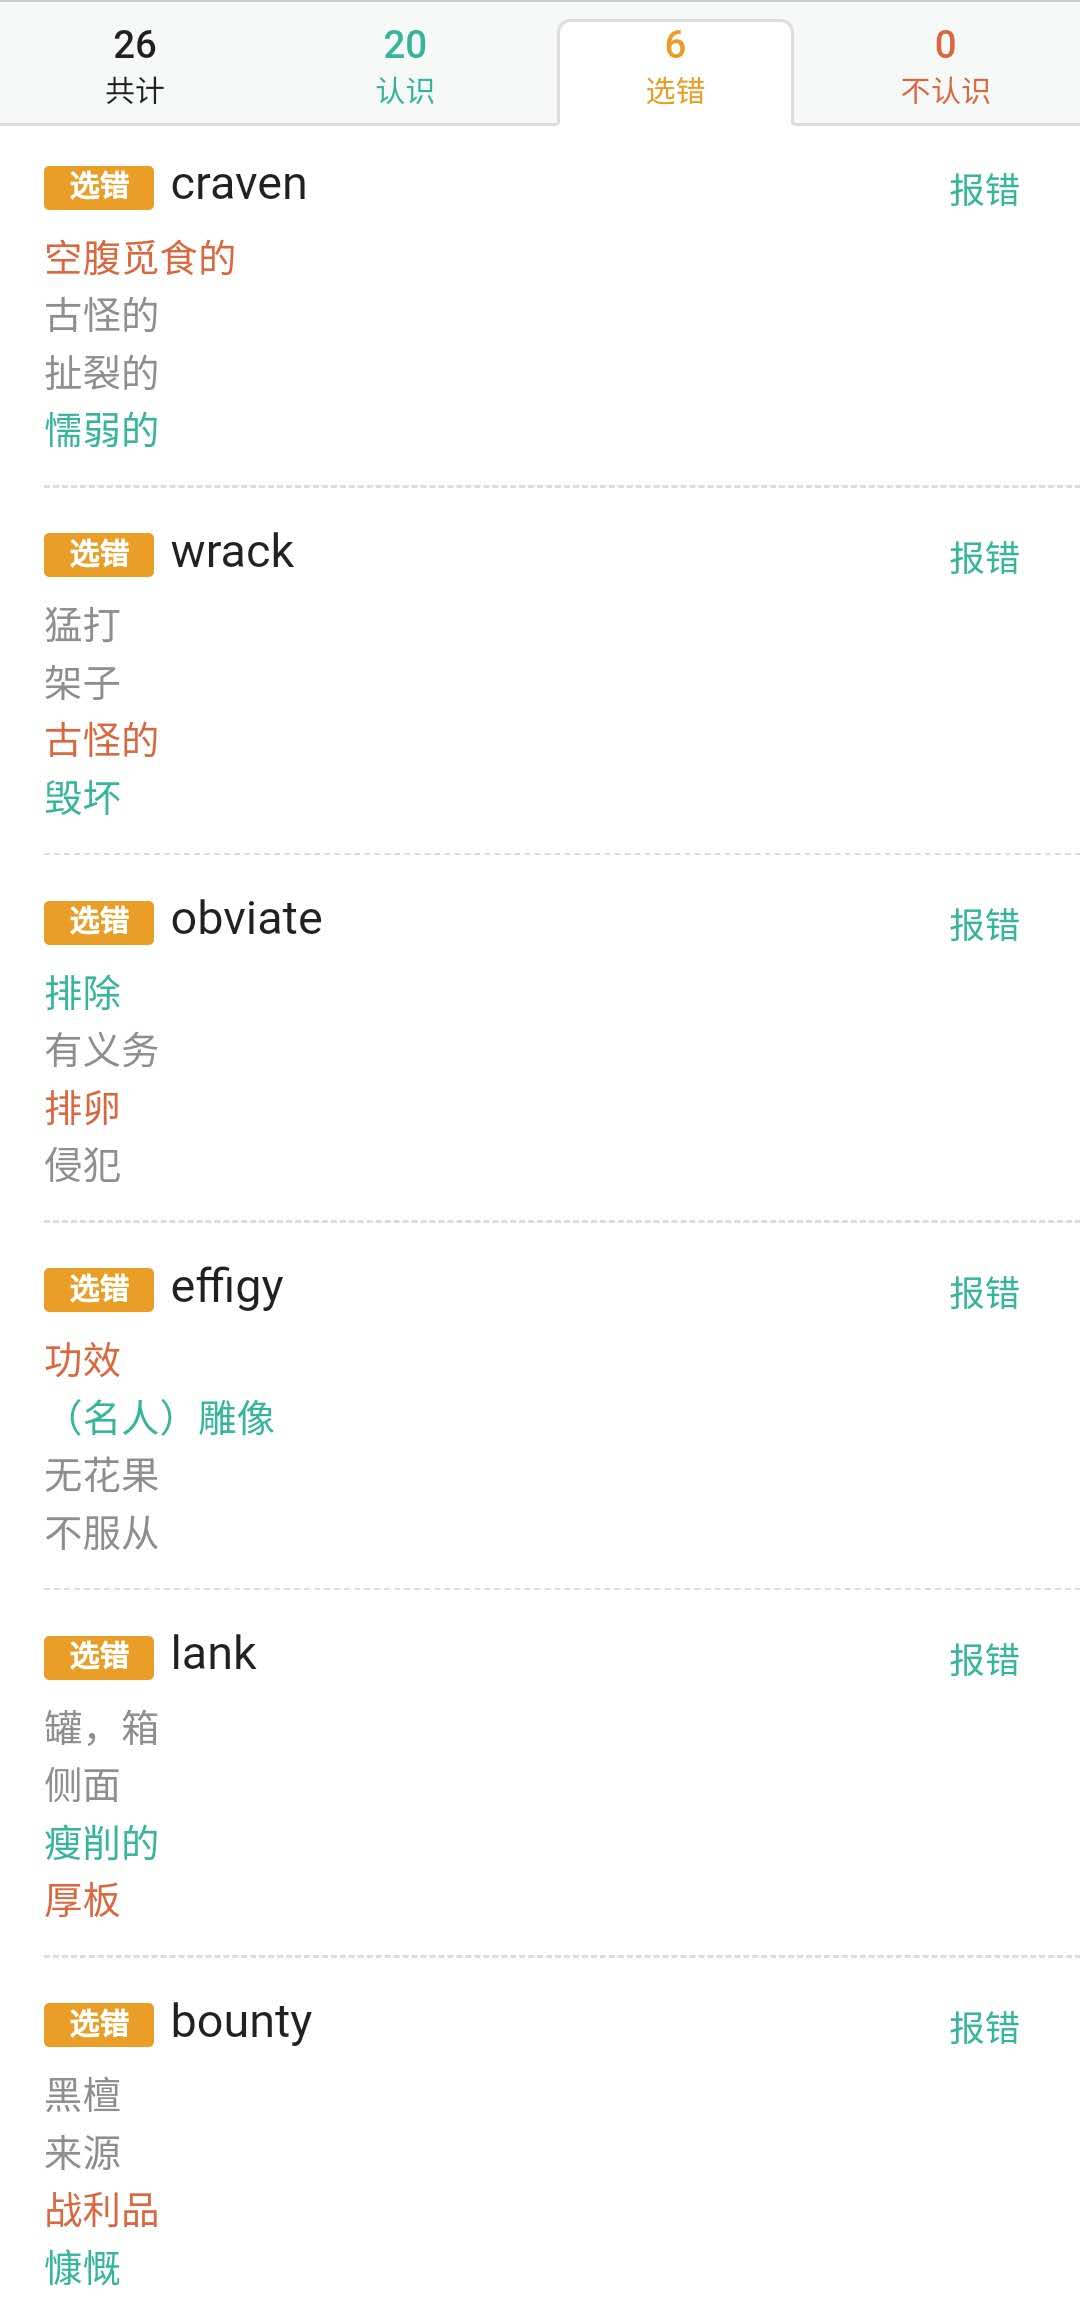 26 20 6 0
共计 认识 选错 不认识
选错 craven 报错
空腹觅食的
古怪的
扯裂的
懦弱的
选错 wrack 报错
猛打
架子
古怪的
毁坏
选错 obviate 报错
排除
有义务
排卵
侵犯
选错 effigy 报错
功效
（名人）雕像
无花果
不服从
选错 lank 报错
罐，箱
侧面
瘦削的
厚板
选错 bounty 报错
黑檀
来源
战利品
慷慨